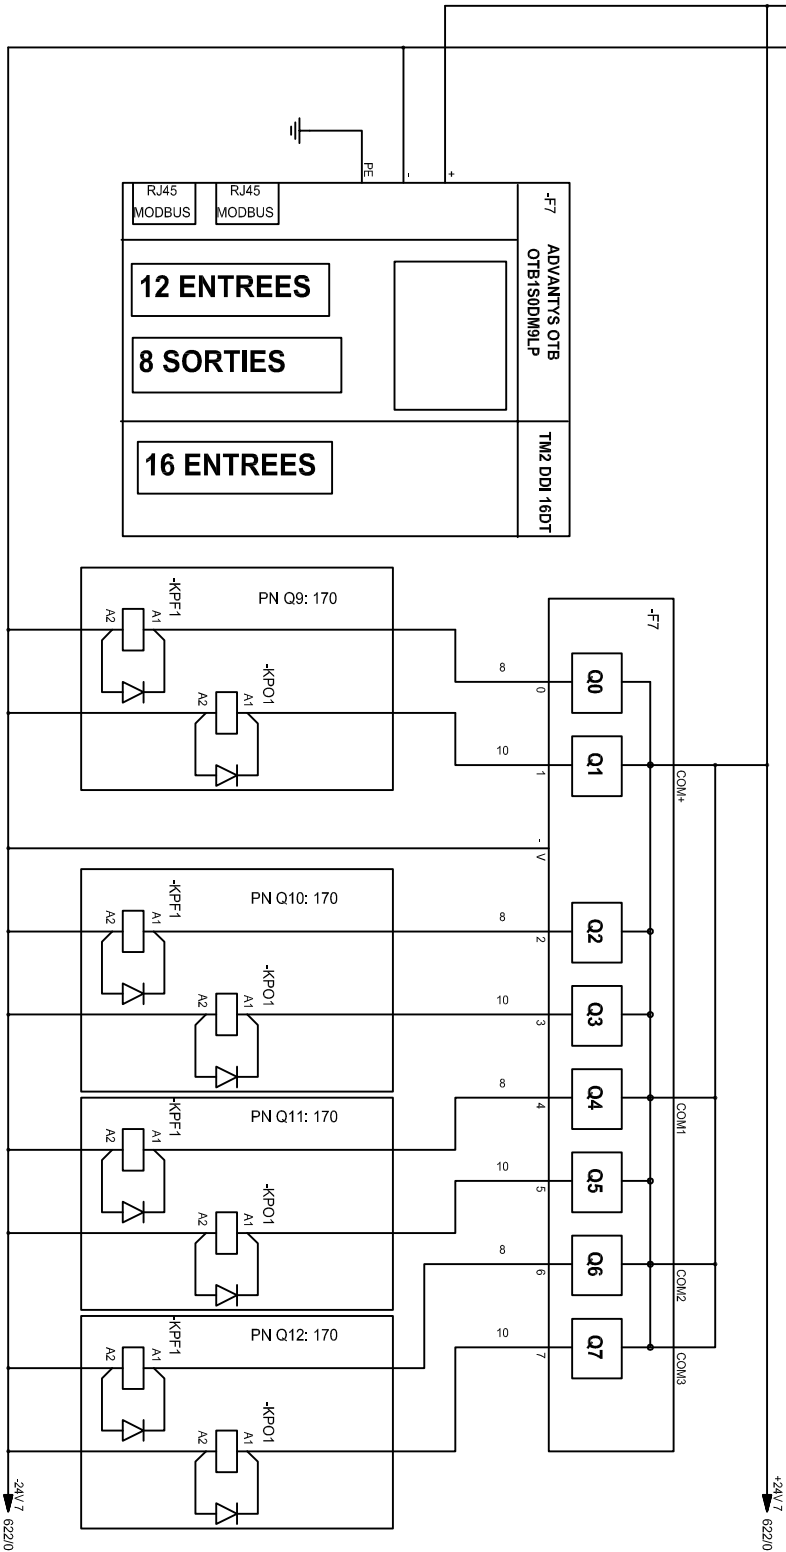 PE
-
+
RJ45
MODBUS
RJ45
MODBUS
-F7
ADVANTYS OTB
OTB1S0DM9LP
12 ENTREES
8 SORTIES
16 ENTREES
TM2 DDI 16DT
-KPF1
A2
A1
PN Q9: 170
-KPO1
A2
A1
-F7
8
0
Q0
10
1
Q1
COM+
-
V
-KPF1
A2
A1
PN Q10: 170
-KPO1
A2
A1
8
2
Q2
10
3
Q3
8
4
Q4
COM1
-KPF1
A2
A1
PN Q11: 170
-KPO1
A2
A1
10
5
Q5
8
6
Q6
COM2
-KPF1
A2
A1
PN Q12: 170
-KPO1
A2
A1
10
7
Q7
COM3
-24V 7
622/0
+24V 7
622/0